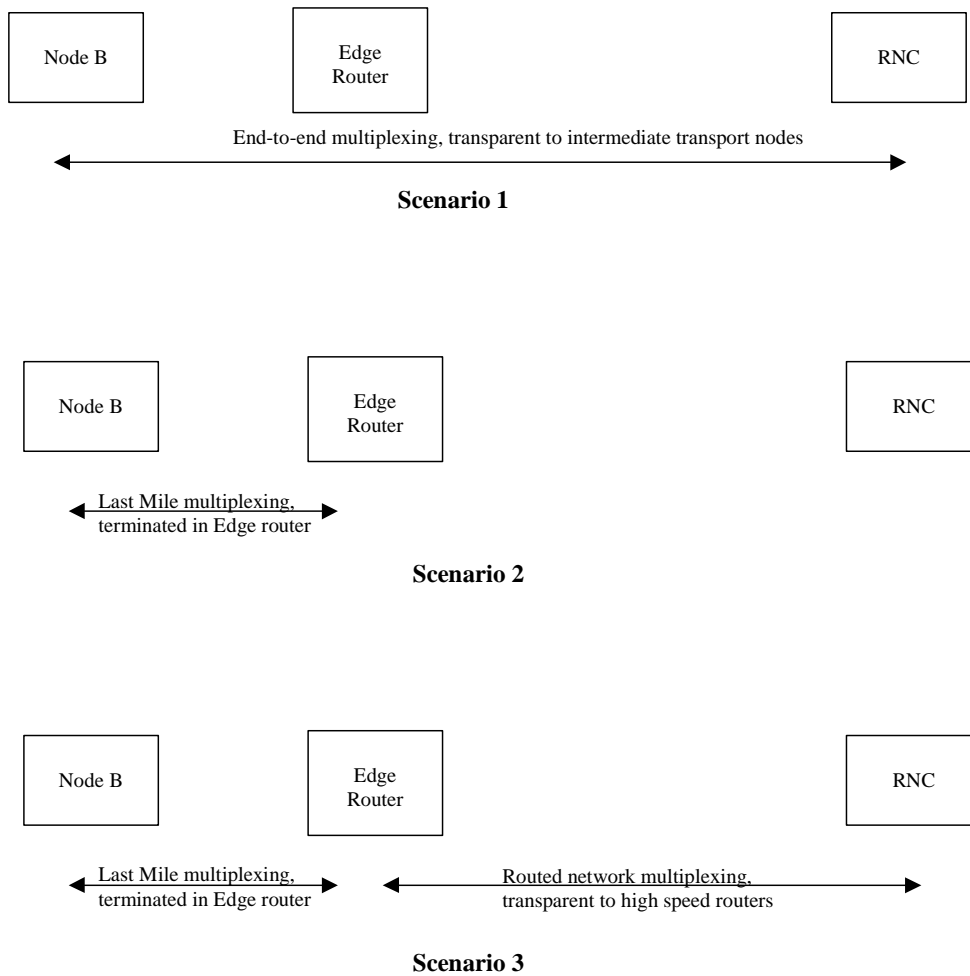 Node B
Edge
Router
RNC
End-to-end multiplexing, transparent to intermediate transport nodes
Scenario 1
Node B
Edge
Router
RNC
Last Mile multiplexing,
terminated in Edge router
Scenario 2
Node B
Edge
Router
RNC
Last Mile multiplexing,
terminated in Edge router
Routed network multiplexing,
transparent to high speed routers
Scenario 3